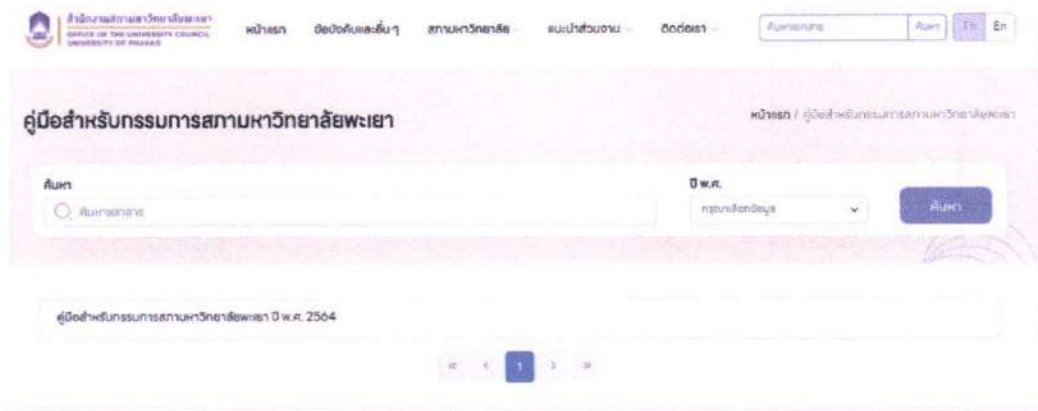 สำนักงานสภามหาวิทยาลัยพะเยา
OFFICE OF THE UNIVERSITY COUNCIL
UNIVERSITY OF PHAYAO
หน้าแรก ข้อบังคับและอื่น ๆ สภามหาวิทยาลัย แนะนำส่วนงาน ติดต่อเรา ค้นหาเอกสาร ค้นหา Th En
คู่มือสำหรับกรรมการสภามหาวิทยาลัยพะเยา
หน้าแรก / คู่มือสำหรับกรรมการสภามหาวิทยาลัยพะเยา
ค้นหา ปี พ.ศ.
ค้นหาเอกสาร กรุณาเลือกข้อมูล ค้นหา
คู่มือสำหรับกรรมการสภามหาวิทยาลัยพะเยา ปี พ.ศ. 2564
« ‹ 1 › »